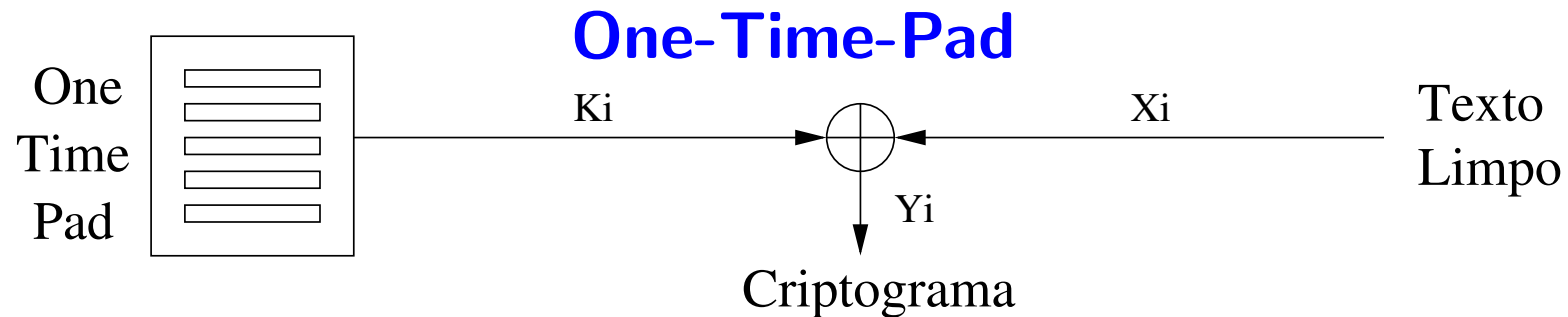 One-Time-Pad
One
Time
Pad
Ki
Xi
Texto
Limpo
Yi
Criptograma